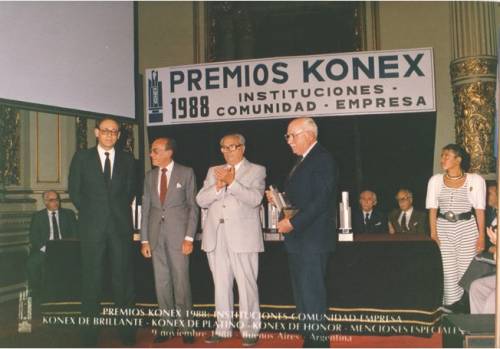 PREMIOS KONEX
1988 INSTITUCIONES -
COMUNIDAD - EMPRESA
PREMIOS KONEX 1988: INSTITUCIONES-COMUNIDAD-EMPRESA
KONEX DE BRILLANTE - KONEX DE PLATINO - KONEX DE HONOR - MENCIONES ESPECIALES
9 noviembre 1988 - Buenos Aires - Argentina